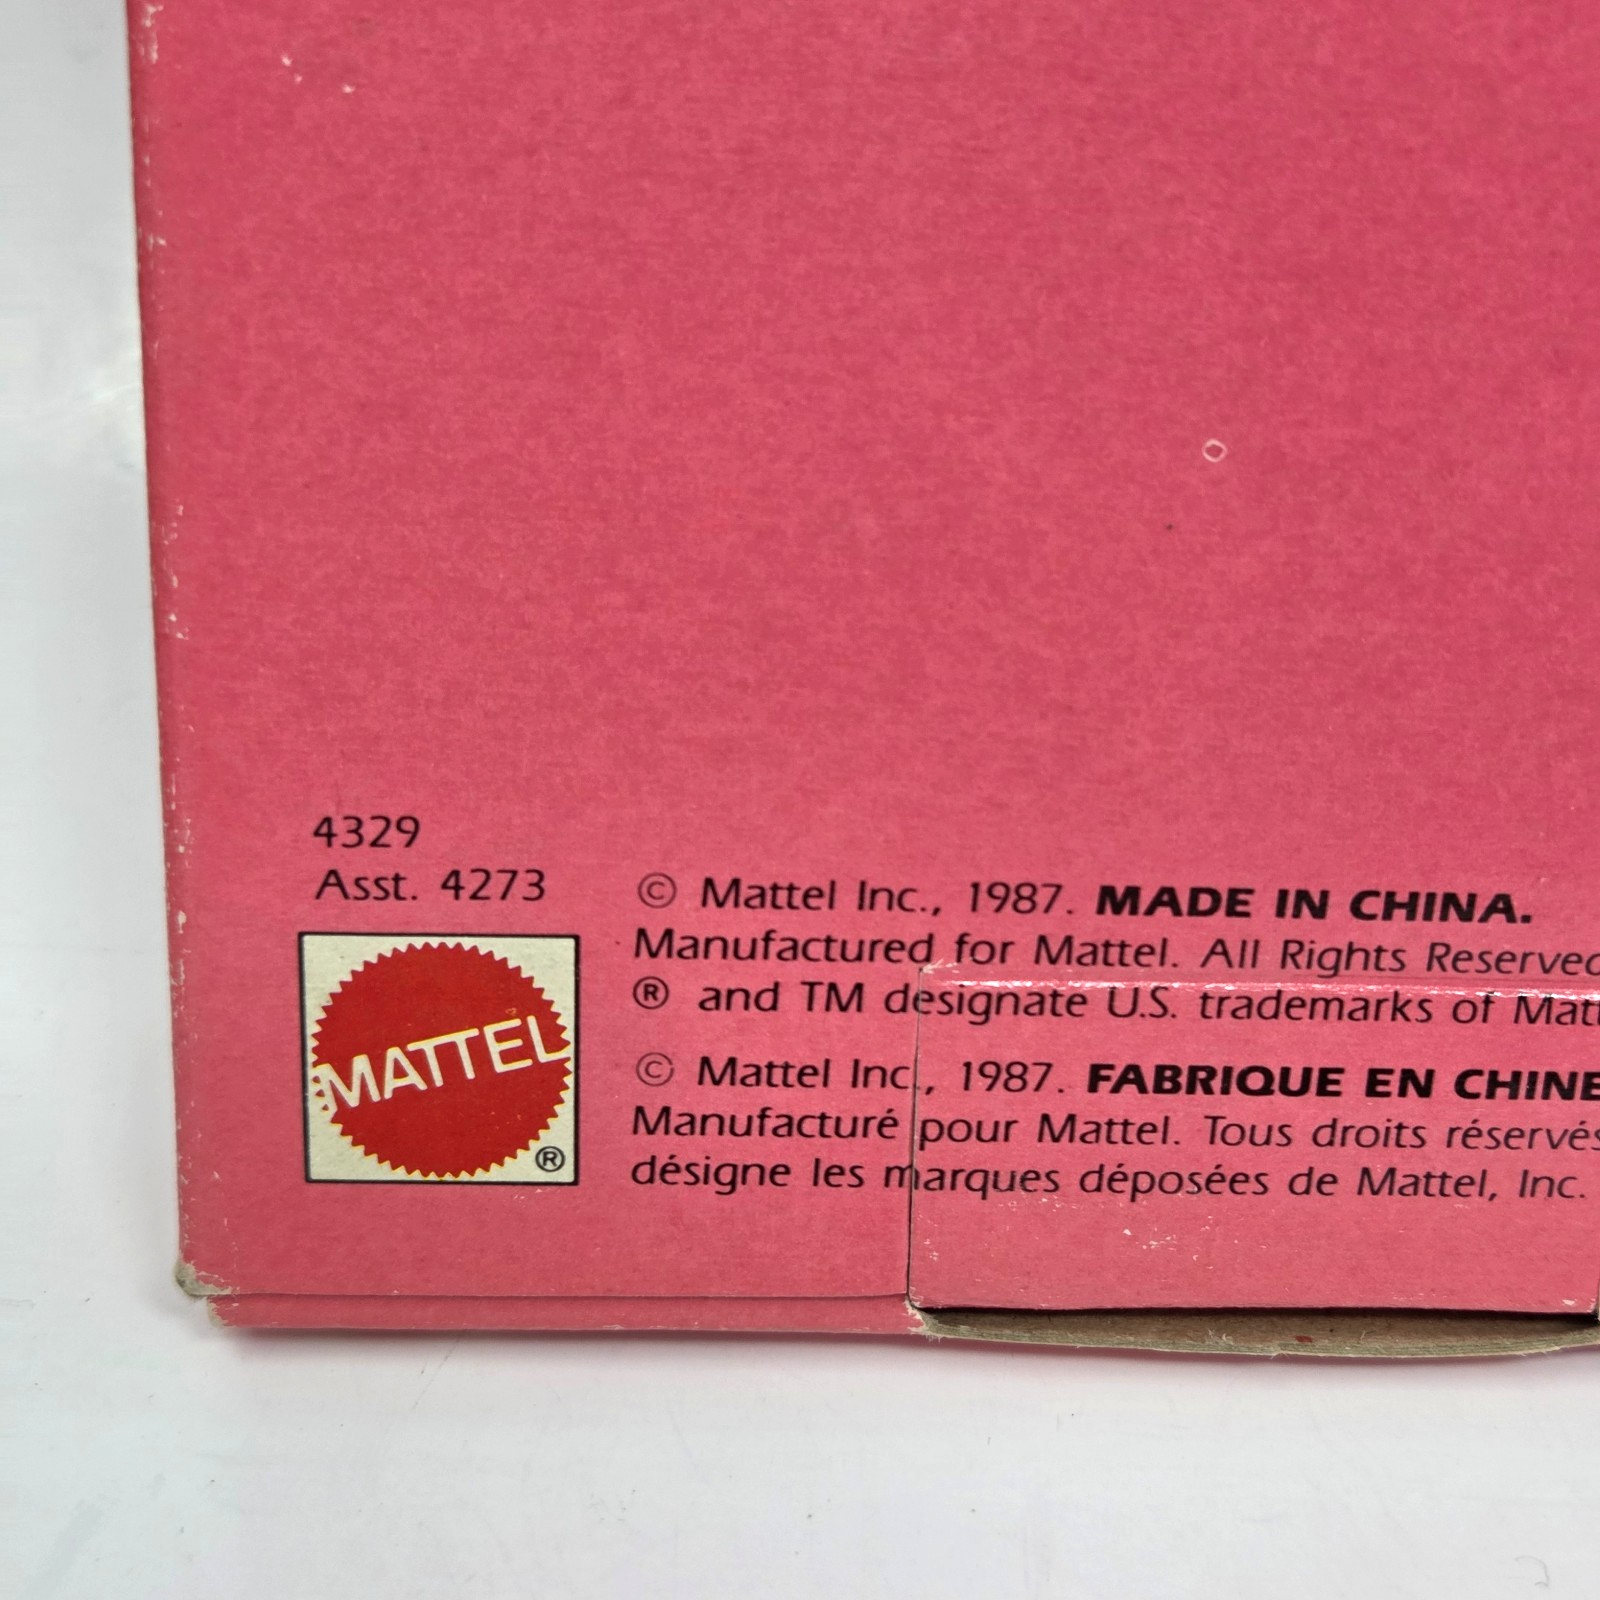 4329
Asst. 4273
MATTEL
®
© Mattel Inc., 1987. MADE IN CHINA.
Manufactured for Mattel. All Rights Reserved
® and TM designate U.S. trademarks of Matt
© Mattel Inc., 1987. FABRIQUE EN CHINE
Manufacturé pour Mattel. Tous droits réservés
désigne les marques déposées de Mattel, Inc.